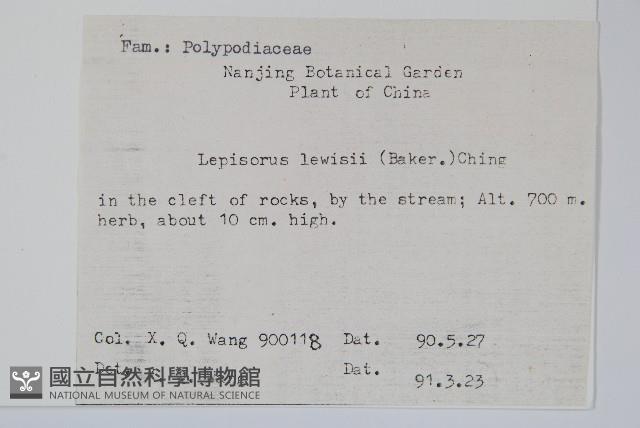 Fam.: Polypodiaceae
Nanjing Botanical Garden
Plant of China
Lepisorus lewisii (Baker.)Ching
in the cleft of rocks, by the stream; Alt. 700 m.
herb, about 10 cm. high.
Col. X. Q. Wang 900118 Dat. 90.5.27
Det. Dat. 91.3.23
國立自然科學博物館
NATIONAL MUSEUM OF NATURAL SCIENCE